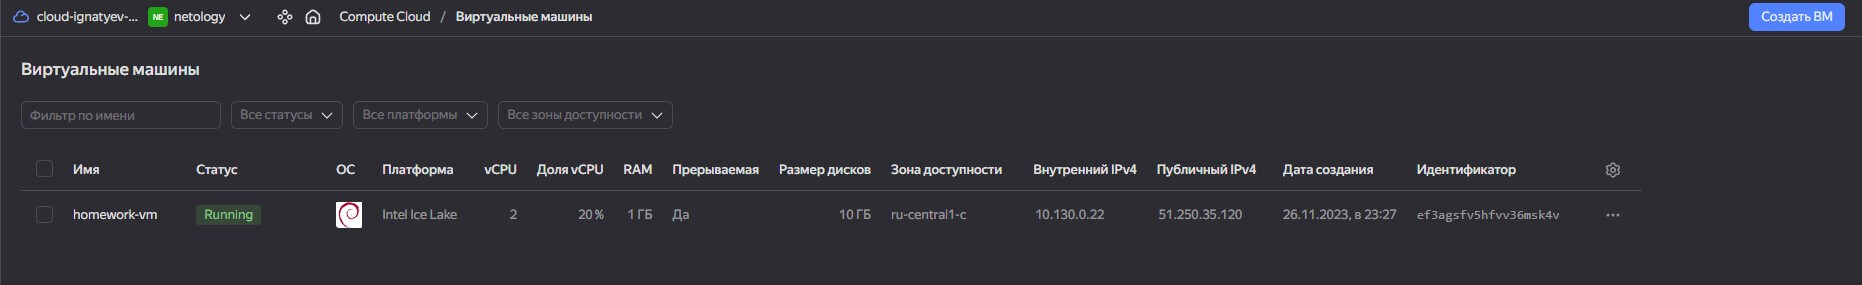 cloud-ignatyev-... NE netology Compute Cloud / Виртуальные машины Создать ВМ
Виртуальные машины
Фильтр по имени Все статусы Все платформы Все зоны доступности
Имя Статус ОС Платформа vCPU Доля vCPU RAM Прерываемая Размер дисков Зона доступности Внутренний IPv4 Публичный IPv4 Дата создания Идентификатор
homework-vm Running Intel Ice Lake 2 20 % 1 ГБ Да 10 ГБ ru-central1-c 10.130.0.22 51.250.35.120 26.11.2023, в 23:27 ef3agsfv5hfvv36msk4v